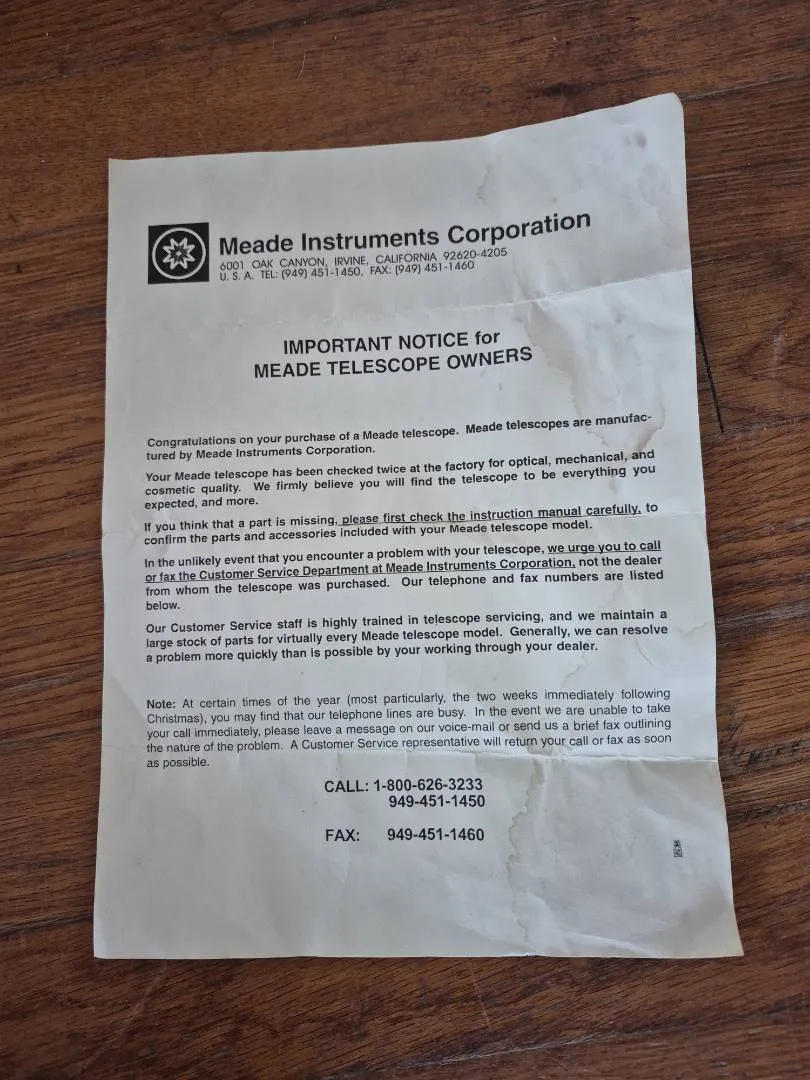 Meade Instruments Corporation
6001 OAK CANYON, IRVINE, CALIFORNIA 92620-4205
U. S. A. TEL: (949) 451-1450, FAX: (949) 451-1460
IMPORTANT NOTICE for
MEADE TELESCOPE OWNERS
Congratulations on your purchase of a Meade telescope. Meade telescopes are manufac-
tured by Meade Instruments Corporation.
Your Meade telescope has been checked twice at the factory for optical, mechanical, and
cosmetic quality. We firmly believe you will find the telescope to be everything you
expected, and more.
If you think that a part is missing, please first check the instruction manual carefully, to
confirm the parts and accessories included with your Meade telescope model.
In the unlikely event that you encounter a problem with your telescope, we urge you to call
or fax the Customer Service Department at Meade Instruments Corporation, not the dealer
from whom the telescope was purchased. Our telephone and fax numbers are listed
below.
Our Customer Service staff is highly trained in telescope servicing, and we maintain a
large stock of parts for virtually every Meade telescope model. Generally, we can resolve
a problem more quickly than is possible by your working through your dealer.
Note: At certain times of the year (most particularly, the two weeks immediately following
Christmas), you may find that our telephone lines are busy. In the event we are unable to take
your call immediately, please leave a message on our voice-mail or send us a brief fax outlining
the nature of the problem. A Customer Service representative will return your call or fax as soon
as possible.
CALL: 1-800-626-3233
949-451-1450
FAX: 949-451-1460